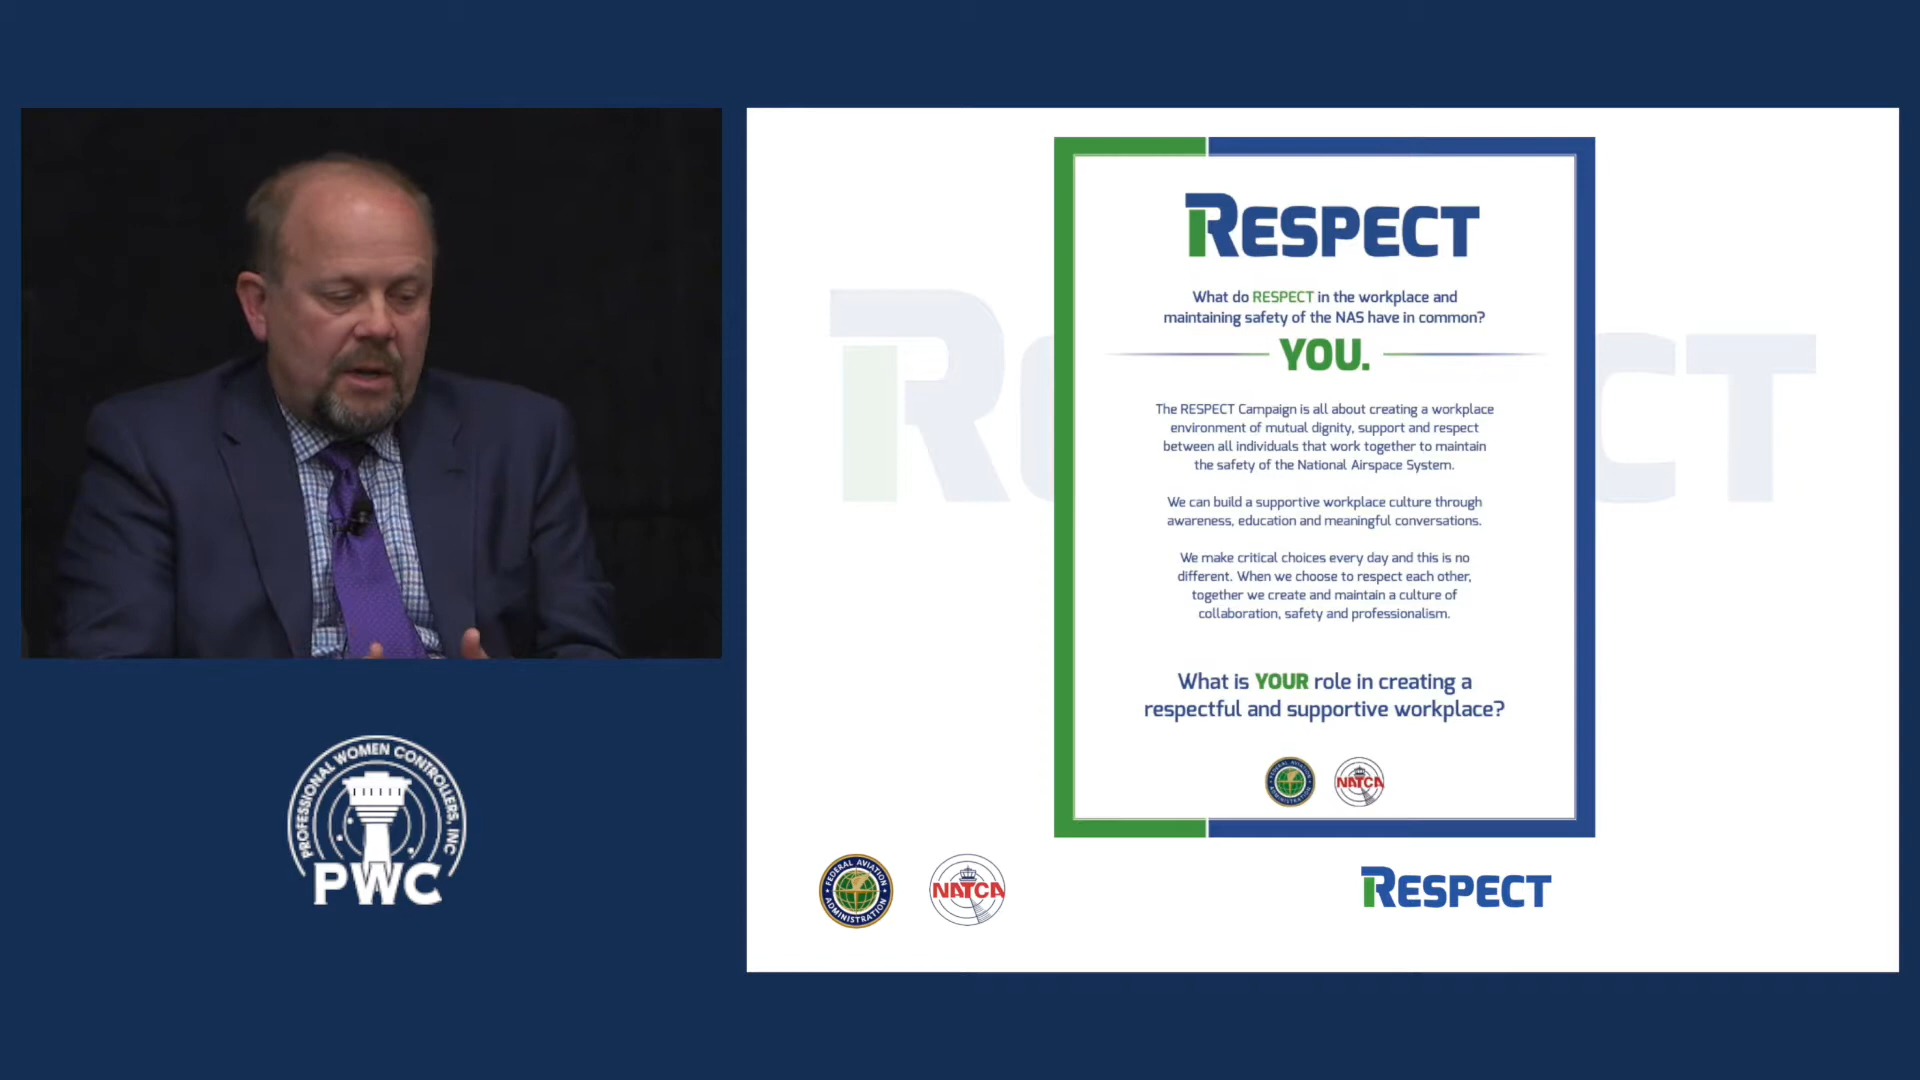 PROFESSIONAL WOMEN CONTROLLERS, INC
PWC
RESPECT
What do RESPECT in the workplace and
maintaining safety of the NAS have in common?
YOU.
The RESPECT Campaign is all about creating a workplace
environment of mutual dignity, support and respect
between all individuals that work together to maintain
the safety of the National Airspace System.
We can build a supportive workplace culture through
awareness, education and meaningful conversations.
We make critical choices every day and this is no
different. When we choose to respect each other,
together we create and maintain a culture of
collaboration, safety and professionalism.
What is YOUR role in creating a
respectful and supportive workplace?
FEDERAL AVIATION ADMINISTRATION
NATCA
FEDERAL AVIATION
ADMINISTRATION
NATCA
RESPECT